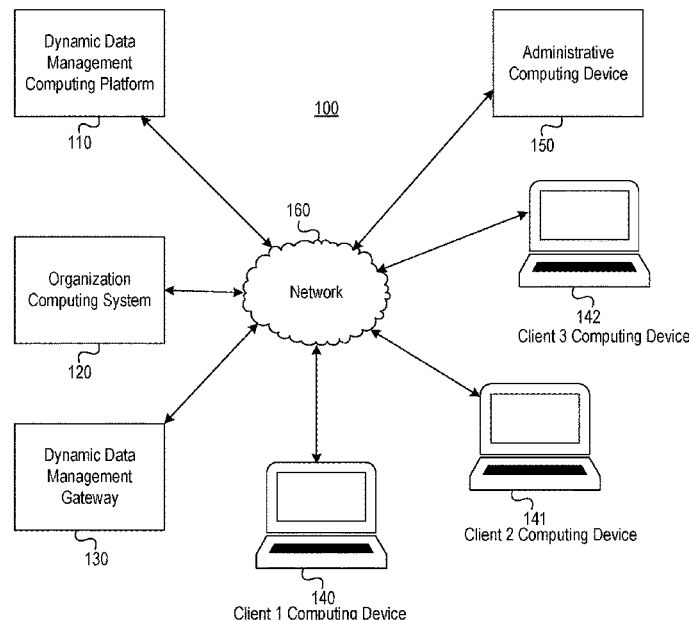 Dynamic Data
Management
Computing Platform
110
100
Administrative
Computing Device
150
160
Network
Organization
Computing System
120
142
Client 3 Computing Device
Dynamic Data
Management
Gateway
130
141
Client 2 Computing Device
140
Client 1 Computing Device